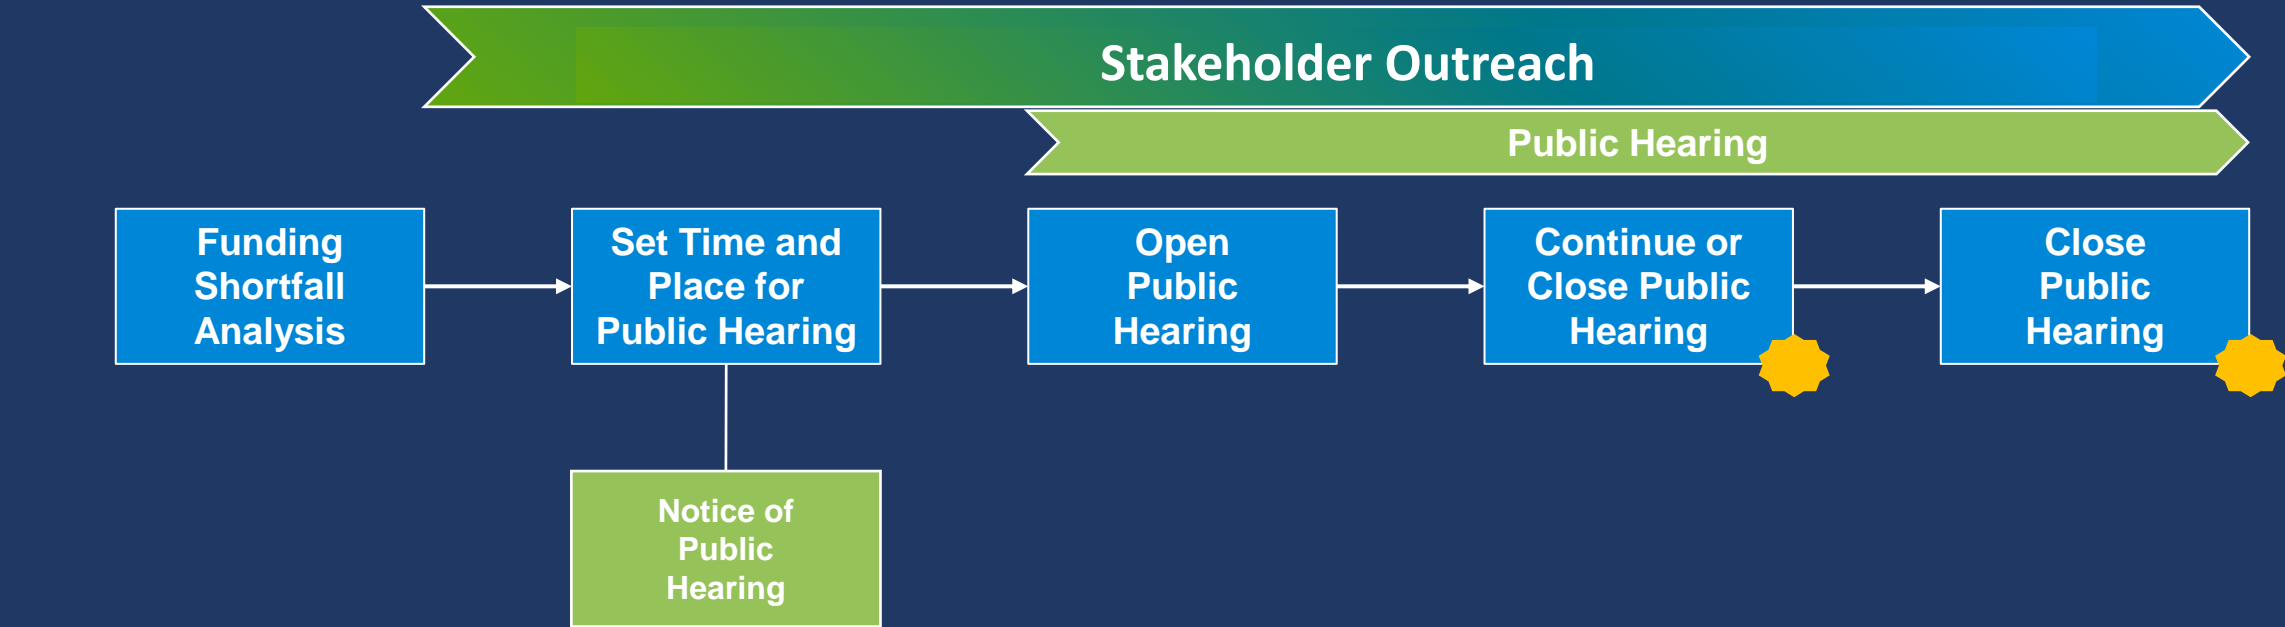 Stakeholder Outreach
Public Hearing
Funding
Shortfall
Analysis
Set Time and
Place for
Public Hearing
Open
Public
Hearing
Continue or
Close Public
Hearing
Close
Public
Hearing
Notice of
Public
Hearing